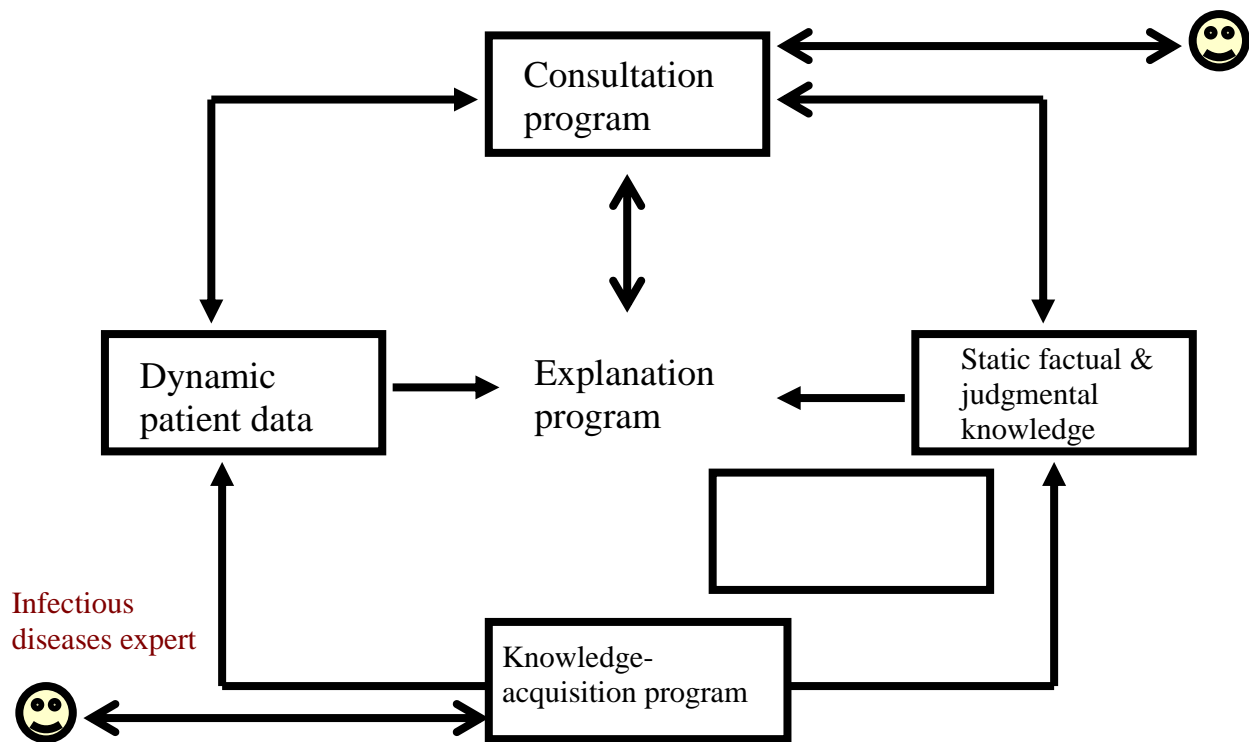 Consultation
program
Dynamic
patient data
Explanation
program
Static factual &
judgmental
knowledge
Infectious
diseases expert
Knowledge-
acquisition program